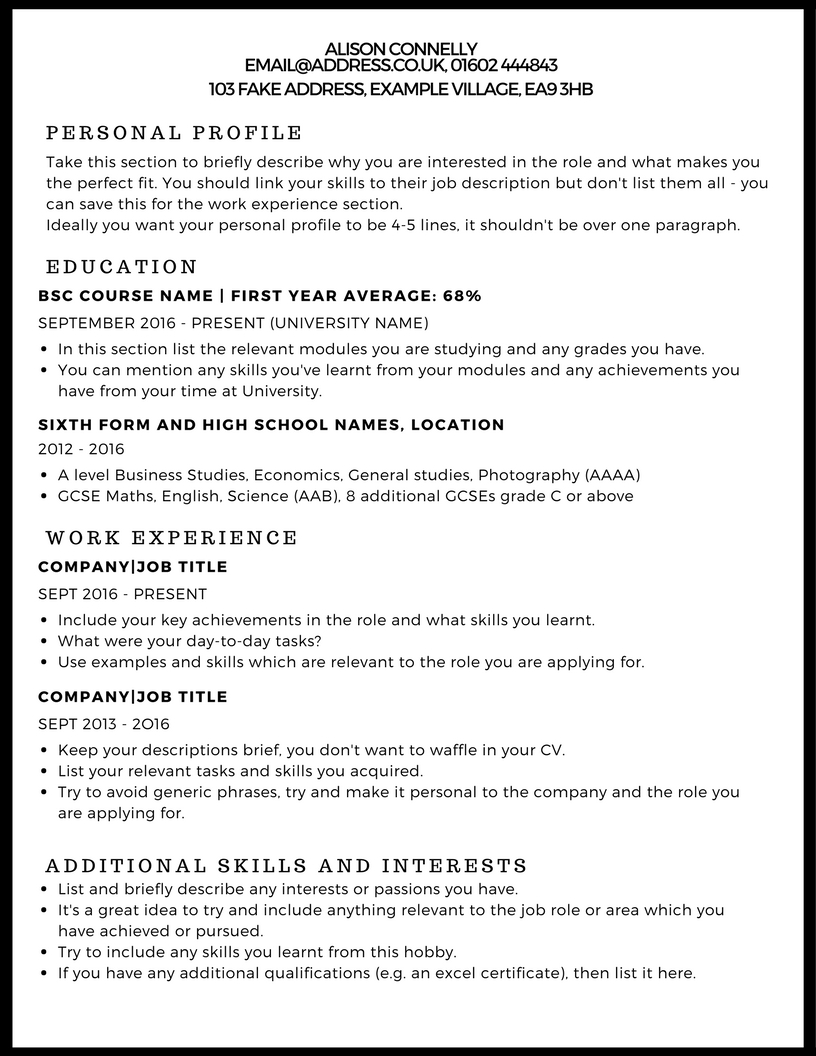 ALISON CONNELLY
EMAIL@ADDRESS.CO.UK, 01602 444843
103 FAKE ADDRESS, EXAMPLE VILLAGE, EA9 3HB
PERSONAL PROFILE
Take this section to briefly describe why you are interested in the role and what makes you
the perfect fit. You should link your skills to their job description but don't list them all - you
can save this for the work experience section.
Ideally you want your personal profile to be 4-5 lines, it shouldn't be over one paragraph.
EDUCATION
BSC COURSE NAME | FIRST YEAR AVERAGE: 68%
SEPTEMBER 2016 - PRESENT (UNIVERSITY NAME)
• In this section list the relevant modules you are studying and any grades you have.
• You can mention any skills you've learnt from your modules and any achievements you
have from your time at University.
SIXTH FORM AND HIGH SCHOOL NAMES, LOCATION
2012 - 2016
• A level Business Studies, Economics, General studies, Photography (AAAA)
• GCSE Maths, English, Science (AAB), 8 additional GCSEs grade C or above
WORK EXPERIENCE
COMPANY|JOB TITLE
SEPT 2016 - PRESENT
• Include your key achievements in the role and what skills you learnt.
• What were your day-to-day tasks?
• Use examples and skills which are relevant to the role you are applying for.
COMPANY|JOB TITLE
SEPT 2013 - 2O16
• Keep your descriptions brief, you don't want to waffle in your CV.
• List your relevant tasks and skills you acquired.
• Try to avoid generic phrases, try and make it personal to the company and the role you
are applying for.
ADDITIONAL SKILLS AND INTERESTS
• List and briefly describe any interests or passions you have.
• It's a great idea to try and include anything relevant to the job role or area which you
have achieved or pursued.
• Try to include any skills you learnt from this hobby.
• If you have any additional qualifications (e.g. an excel certificate), then list it here.